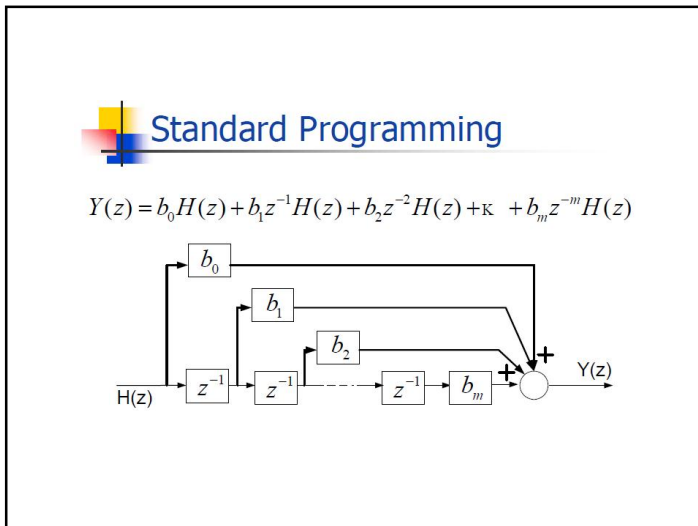 Standard Programming
Y(z) = b₀H(z) + b₁z⁻¹H(z) + b₂z⁻²H(z) + κ + bₘz⁻ᵐH(z)
b₀
b₁
b₂
+
+
Y(z)
H(z)
z⁻¹
z⁻¹
z⁻¹
bₘ